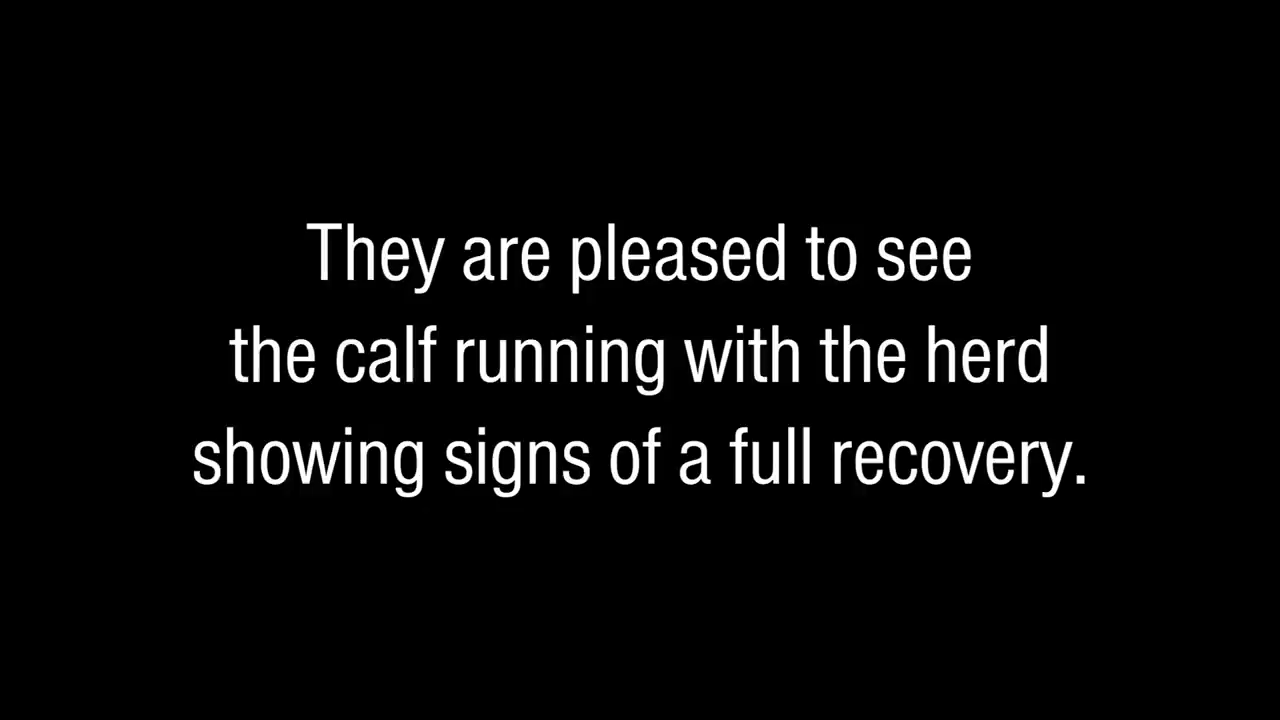 They are pleased to see
the calf running with the herd
showing signs of a full recovery.